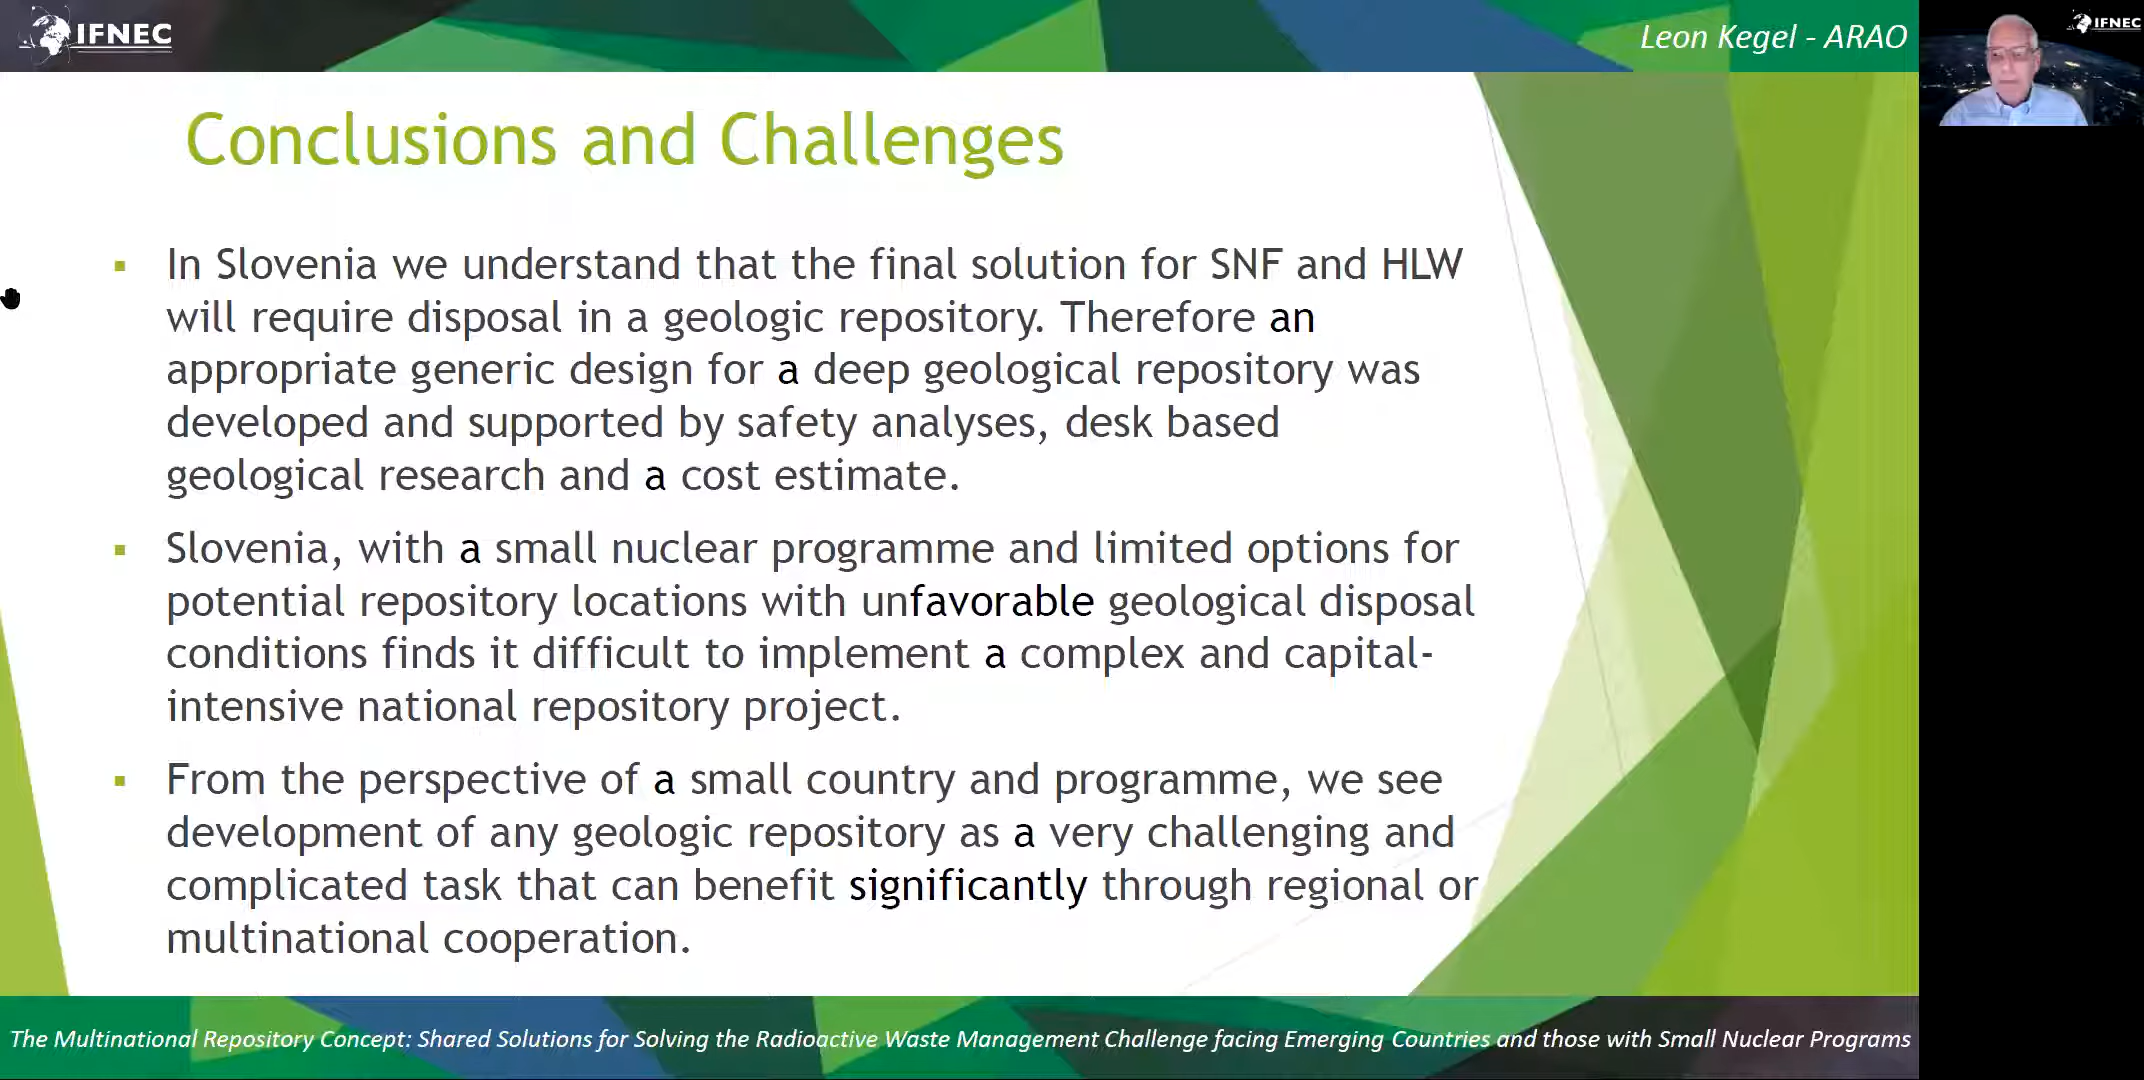 IFNEC
Leon Kegel - ARAO
IFNEC
Conclusions and Challenges
In Slovenia we understand that the final solution for SNF and HLW
will require disposal in a geologic repository. Therefore an
appropriate generic design for a deep geological repository was
developed and supported by safety analyses, desk based
geological research and a cost estimate.
Slovenia, with a small nuclear programme and limited options for
potential repository locations with unfavorable geological disposal
conditions finds it difficult to implement a complex and capital-
intensive national repository project.
From the perspective of a small country and programme, we see
development of any geologic repository as a very challenging and
complicated task that can benefit significantly through regional or
multinational cooperation.
The Multinational Repository Concept: Shared Solutions for Solving the Radioactive Waste Management Challenge facing Emerging Countries and those with Small Nuclear Programs